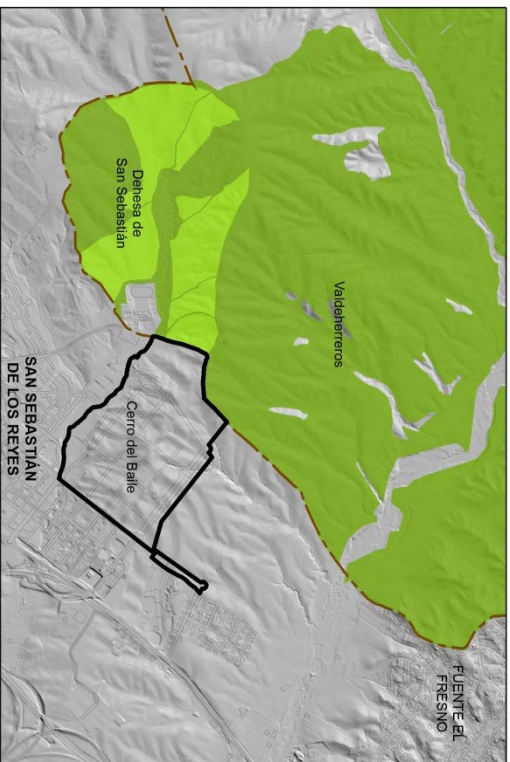 FUENTE EL
FRESNO
Valdeherreros
Dehesa de
San Sebastián
Cerro del Baile
SAN SEBASTIÁN
DE LOS REYES